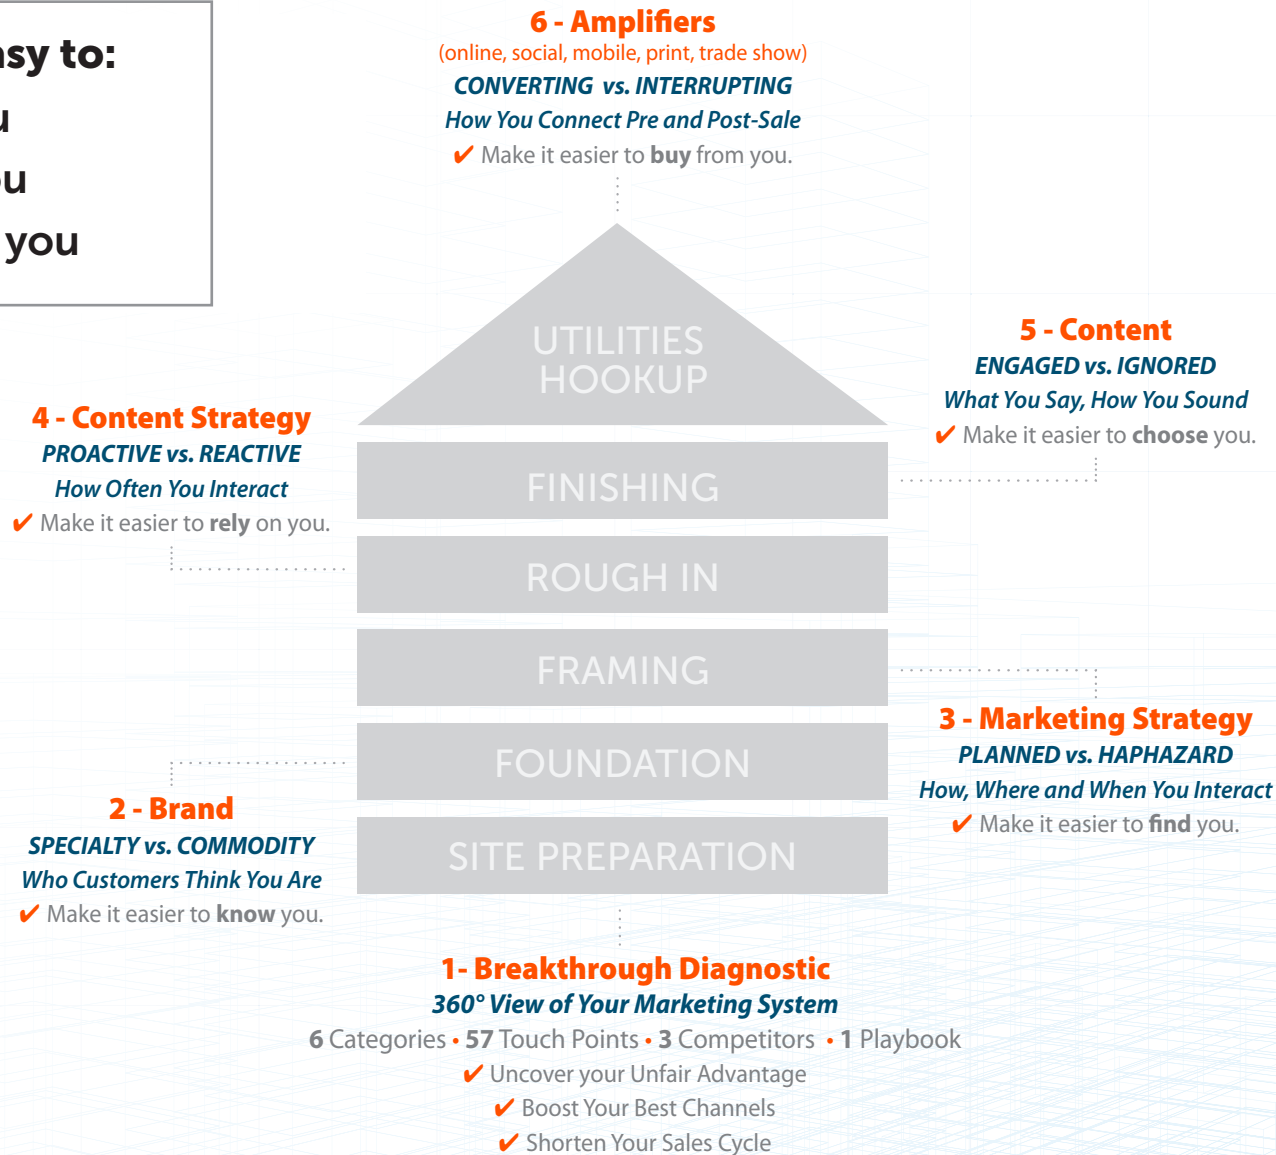 sy to:
you
6 - Amplifiers
(online, social, mobile, print, trade show)
CONVERTING vs. INTERRUPTING
How You Connect Pre and Post-Sale
✔ Make it easier to buy from you.
UTILITIES
HOOKUP
5 - Content
ENGAGED vs. IGNORED
What You Say, How You Sound
✔ Make it easier to choose you.
4 - Content Strategy
PROACTIVE vs. REACTIVE
How Often You Interact
✔ Make it easier to rely on you.
FINISHING
ROUGH IN
FRAMING
3 - Marketing Strategy
PLANNED vs. HAPHAZARD
How, Where and When You Interact
✔ Make it easier to find you.
FOUNDATION
2 - Brand
SPECIALTY vs. COMMODITY
Who Customers Think You Are
✔ Make it easier to know you.
SITE PREPARATION
1- Breakthrough Diagnostic
360° View of Your Marketing System
6 Categories • 57 Touch Points • 3 Competitors • 1 Playbook
✔ Uncover your Unfair Advantage
✔ Boost Your Best Channels
✔ Shorten Your Sales Cycle